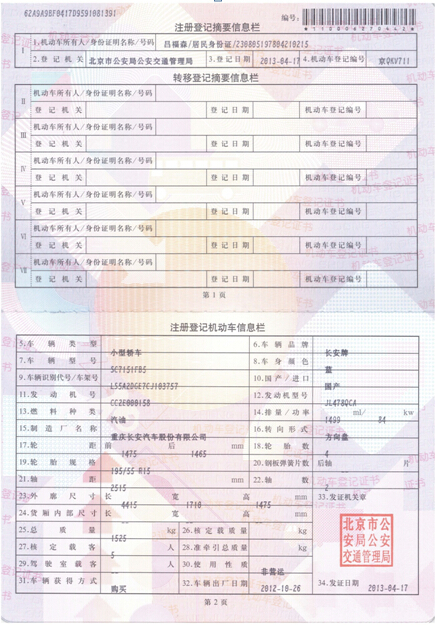 62A9A98F0417D9591081391
编号：
*110004870442*
注册登记摘要信息栏
I 1.机动车所有人/身份证明名称/号码 吕福森/居民身份证/230805197804210215
2.登记机关 北京市公安局公安交通管理局 3.登记日期 2013-04-17 4.机动车登记编号 京QKV711
转移登记摘要信息栏
II 机动车所有人/身份证明名称/号码
登记机关 登记日期 机动车登记编号
III 机动车所有人/身份证明名称/号码
登记机关 登记日期 机动车登记编号
IV 机动车所有人/身份证明名称/号码
登记机关 登记日期 机动车登记编号
V 机动车所有人/身份证明名称/号码
登记机关 登记日期 机动车登记编号
VI 机动车所有人/身份证明名称/号码
登记机关 登记日期 机动车登记编号
VII 机动车所有人/身份证明名称/号码
登记机关 登记日期 机动车登记编号
第 1 页
注册登记机动车信息栏
5.车辆类型 小型轿车 6.车辆品牌 长安牌
7.车辆型号 SC7151FB5 8.车身颜色 蓝
9.车辆识别代号/车架号 LS5A2DGE7CJ103757 10.国产/进口 国产
11.发动机号 CC2E000158 12.发动机型号 JL478QCA
13.燃料种类 汽油 14.排量/功率 1499 ml/ 84 kw
15.制造厂名称 重庆长安汽车股份有限公司 16.转向形式 方向盘
17.轮距 前 1475 后 1465 mm 18.轮胎数 4
19.轮胎规格 195/55 R15 20.钢板弹簧片数 后轴 片
21.轴距 2515 mm 22.轴数 2
23.外廓尺寸 长 4415 宽 1710 高 1475 mm 33.发证机关章
24.货厢内部尺寸 长 宽 高 mm
25.总质量 1525 kg 26.核定载质量 kg
27.核定载客 5 人 28.准牵引总质量 kg
29.驾驶室载客 人 30.使用性质 非营运
31.车辆获得方式 购买 32.车辆出厂日期 2012-10-26 34.发证日期 2013-04-17
北京市公
安局公安
交通管理局
第 2 页